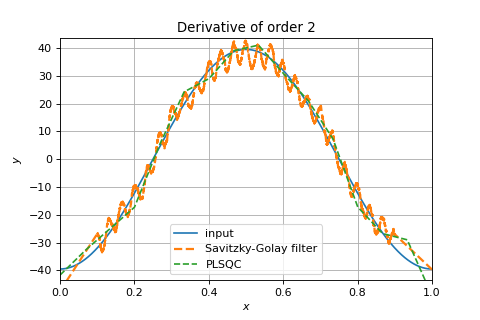 Derivative of order 2
40
30
20
10
0
−10
−20
−30
−40
y
input
Savitzky-Golay filter
PLSQC
0.0 0.2 0.4 0.6 0.8 1.0
x